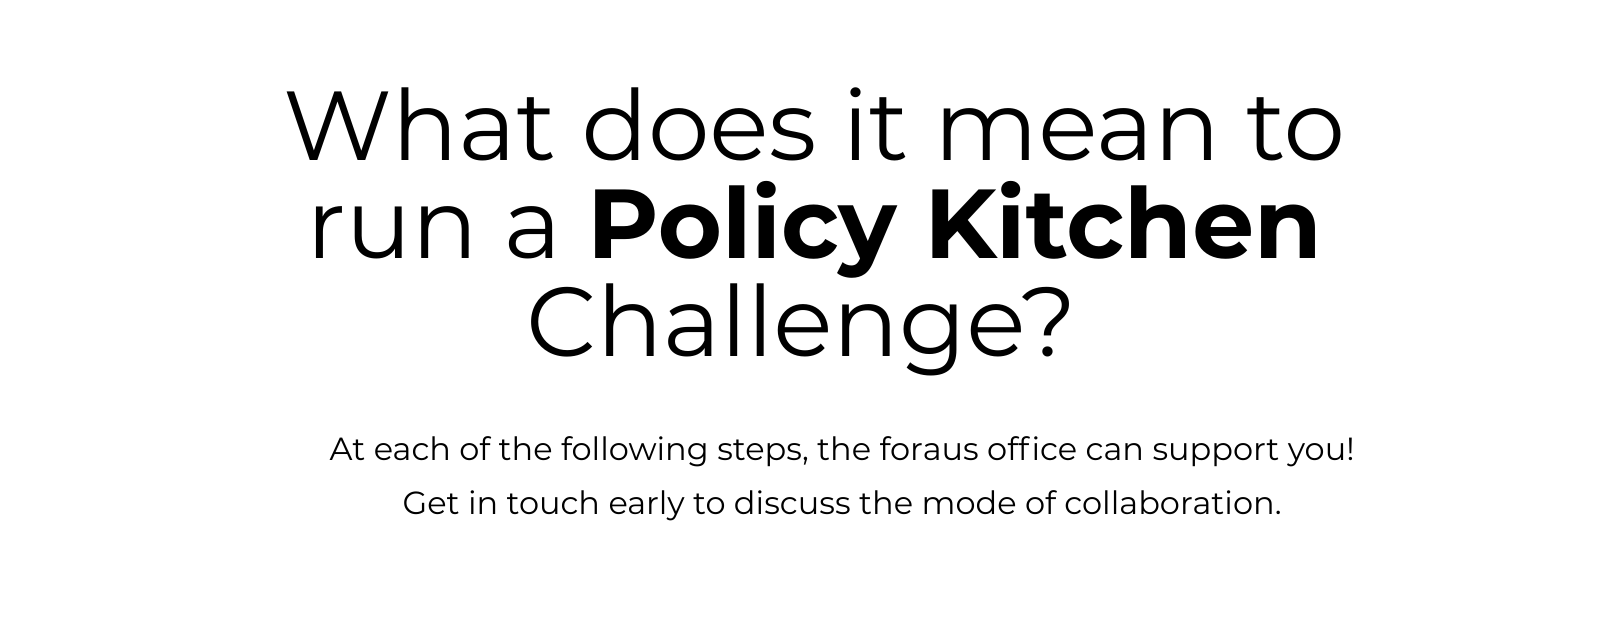 What does it mean to
run a Policy Kitchen
Challenge?
At each of the following steps, the foraus office can support you!
Get in touch early to discuss the mode of collaboration.